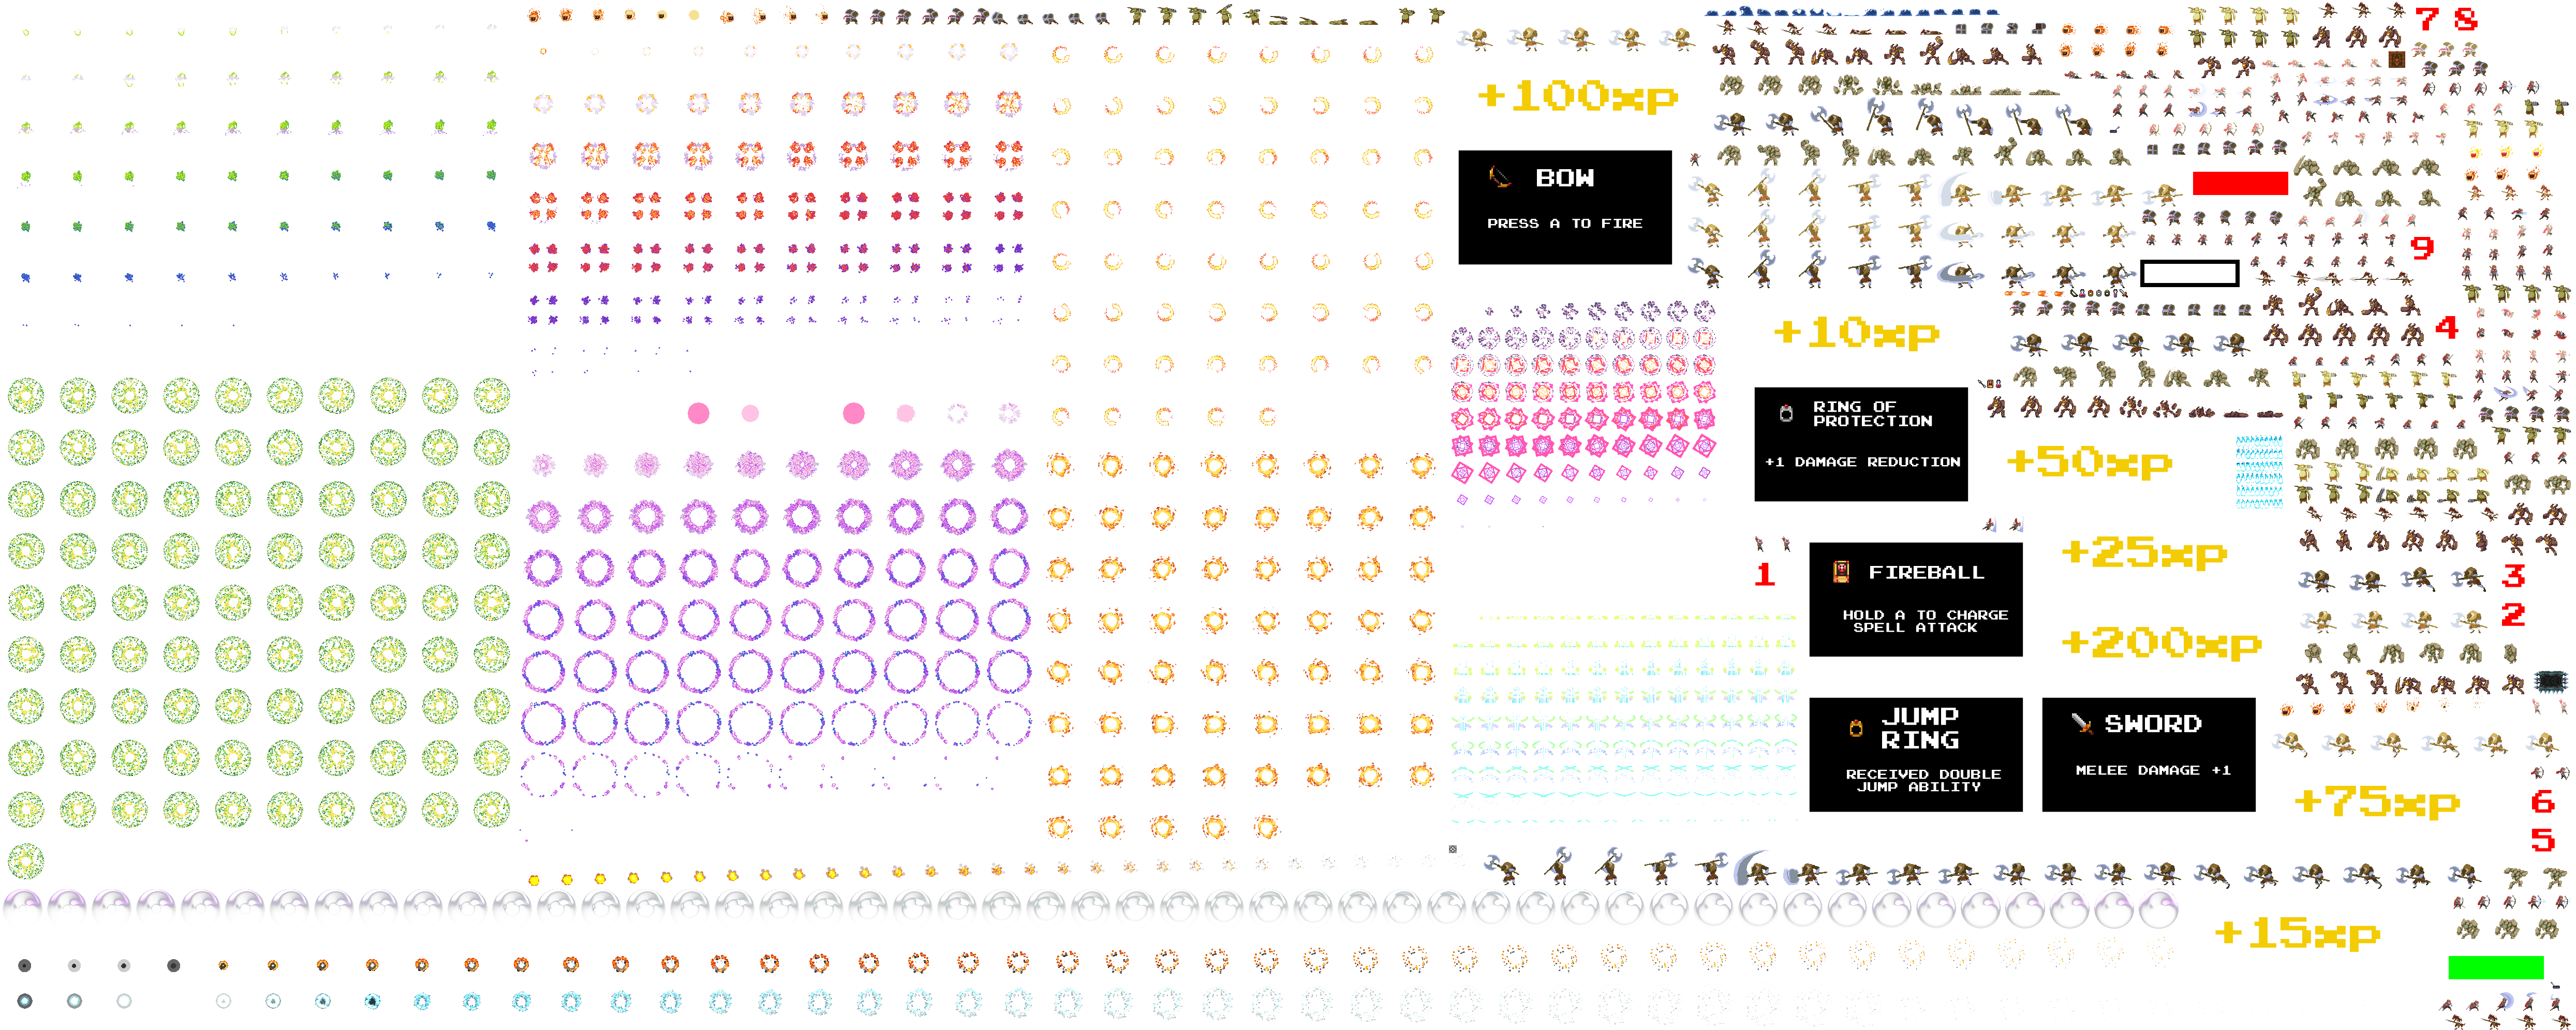 7 8
+100xp
BOW
PRESS A TO FIRE
9
+10xp
4
RING OF
PROTECTION
+1 DAMAGE REDUCTION
+50xp
+25xp
1
FIREBALL
HOLD A TO CHARGE
SPELL ATTACK
3
2
+200xp
JUMP
RING
RECEIVED DOUBLE
JUMP ABILITY
SWORD
MELEE DAMAGE +1
+75xp
6
5
+15xp